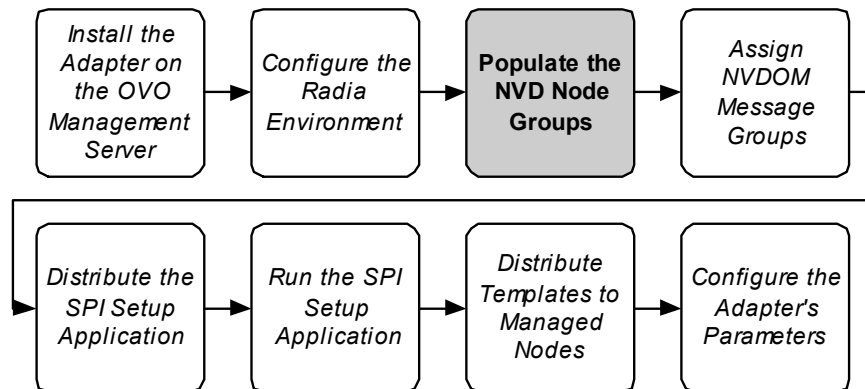 Install the
Adapter on
the OVO
Management
Server
Configure the
Radia
Environment
Populate the
NVD Node
Groups
Assign
NVDOM
Message
Groups
Distribute the
SPI Setup
Application
Run the SPI
Setup
Application
Distribute
Templates to
Managed
Nodes
Configure the
Adapter's
Parameters